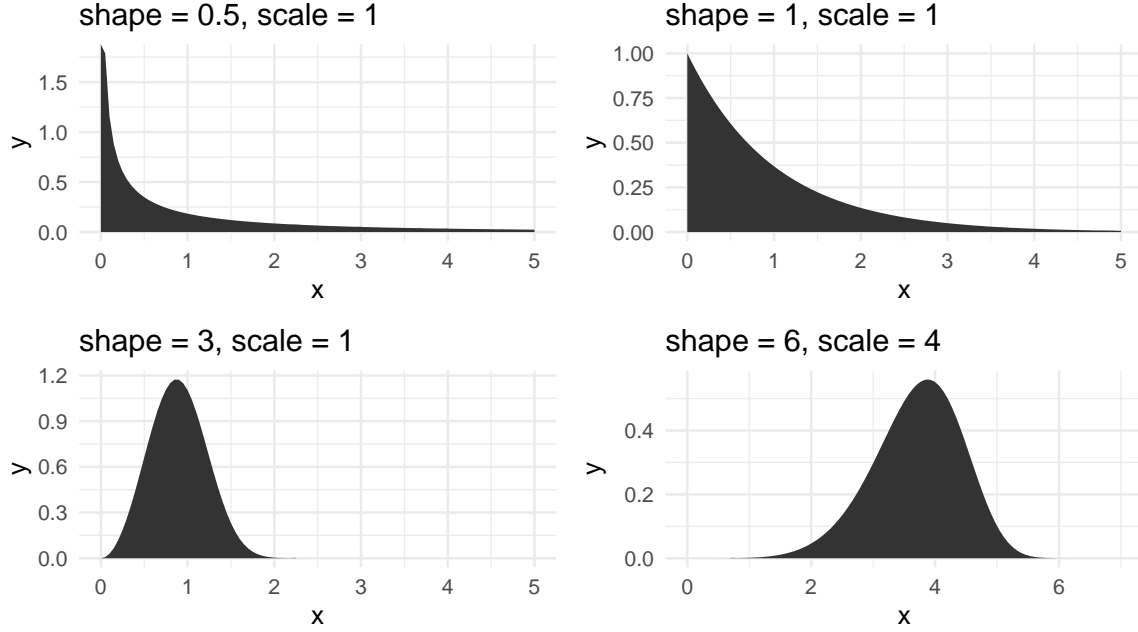 shape = 0.5, scale = 1
1.5
1.0
0.5
0.0
y
0 1 2 3 4 5
x
shape = 1, scale = 1
1.00
0.75
0.50
0.25
0.00
y
0 1 2 3 4 5
x
shape = 3, scale = 1
1.2
0.9
0.6
0.3
0.0
y
0 1 2 3 4 5
x
shape = 6, scale = 4
0.4
0.2
0.0
y
0 2 4 6
x